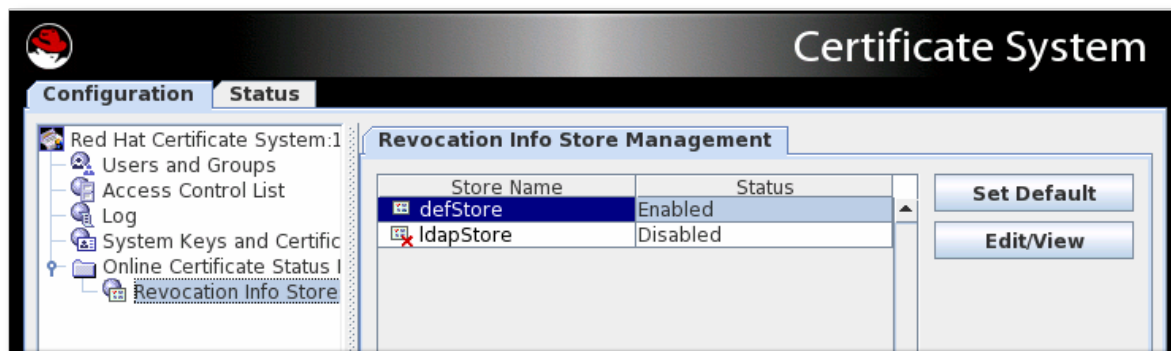 Certificate System
Configuration Status
Red Hat Certificate System:1
Users and Groups
Access Control List
Log
System Keys and Certific
Online Certificate Status
Revocation Info Store
Revocation Info Store Management
Store Name Status
defStore Enabled
ldapStore Disabled
Set Default
Edit/View